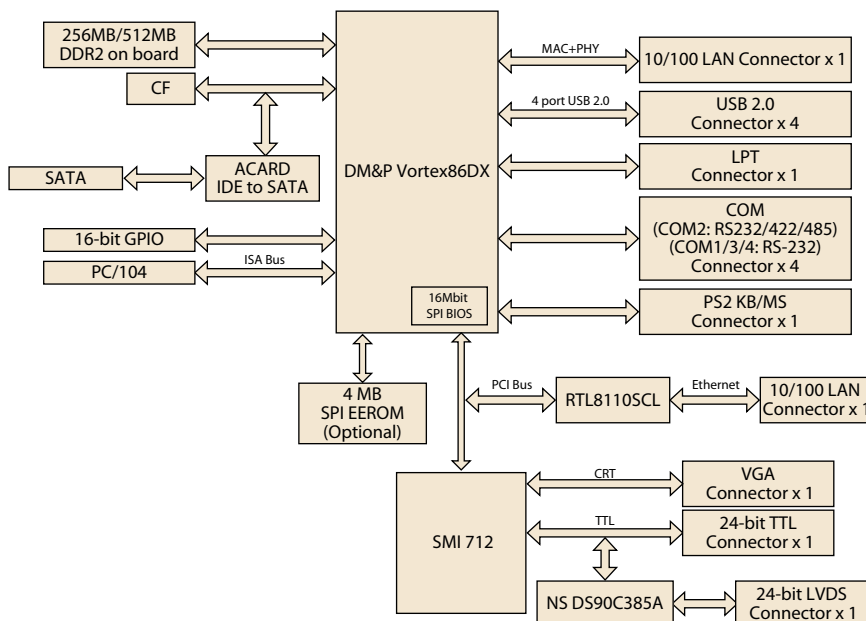 256MB/512MB
DDR2 on board
CF
SATA
ACARD
IDE to SATA
16-bit GPIO
PC/104
ISA Bus
DM&P Vortex86DX
16Mbit
SPI BIOS
4 MB
SPI EEROM
(Optional)
MAC+PHY
10/100 LAN Connector x 1
4 port USB 2.0
USB 2.0
Connector x 4
LPT
Connector x 1
COM
(COM2: RS232/422/485)
(COM1/3/4: RS-232)
Connector x 4
PS2 KB/MS
Connector x 1
PCI Bus
RTL8110SCL
Ethernet
10/100 LAN
Connector x 1
SMI 712
CRT
VGA
Connector x 1
TTL
24-bit TTL
Connector x 1
NS DS90C385A
24-bit LVDS
Connector x 1